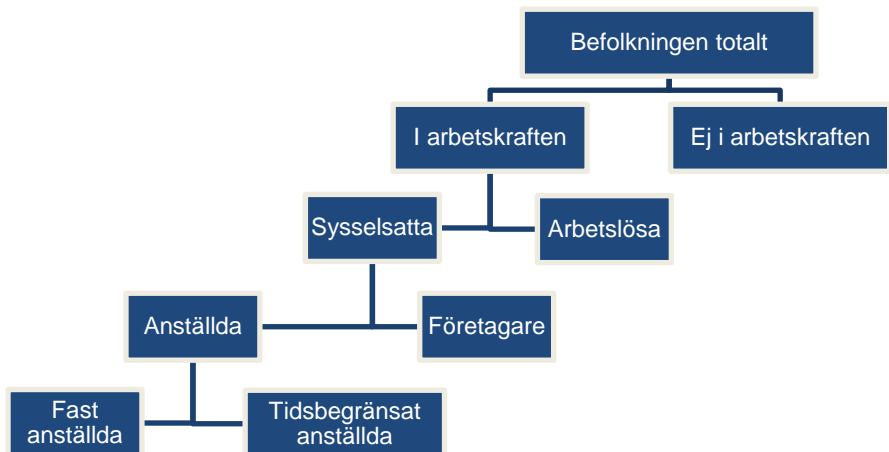 Befolkningen totalt
I arbetskraften
Ej i arbetskraften
Sysselsatta
Arbetslösa
Anställda
Företagare
Fast
anställda
Tidsbegränsat
anställda